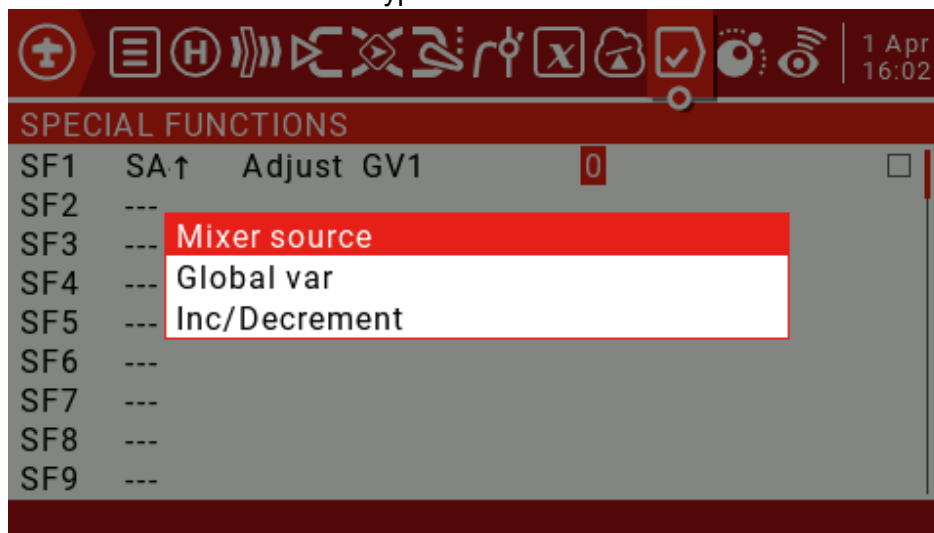 1 Apr
16:02
SPECIAL FUNCTIONS
SF1 SA↑ Adjust GV1 0
SF2 ---
SF3 --- Mixer source
SF4 --- Global var
SF5 --- Inc/Decrement
SF6 ---
SF7 ---
SF8 ---
SF9 ---